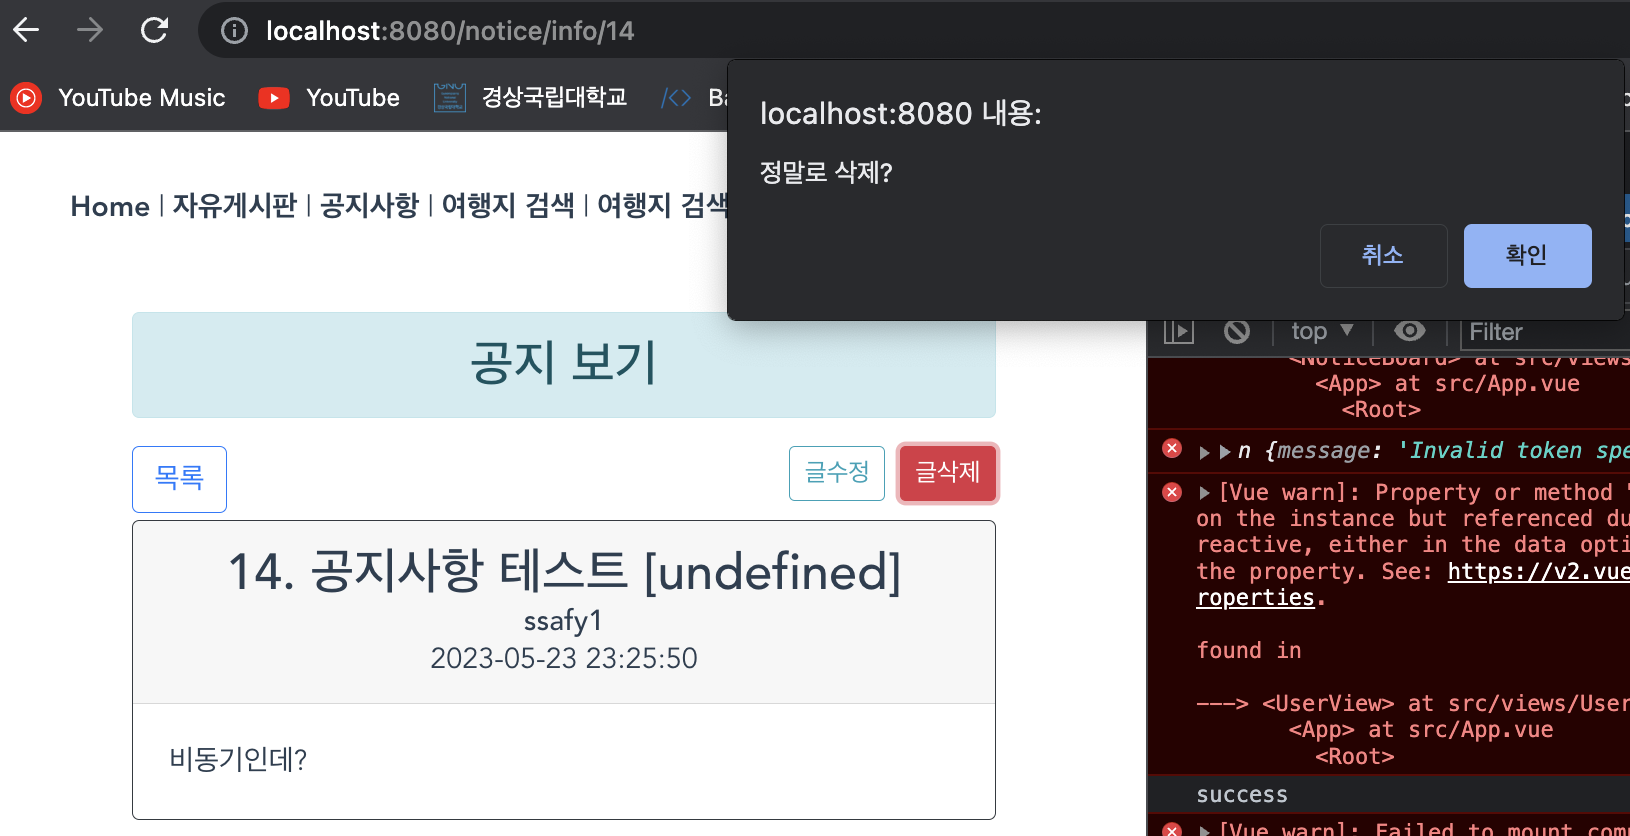 localhost:8080/notice/info/14
YouTube Music YouTube 경상국립대학교
localhost:8080 내용:
정말로 삭제?
취소 확인
Home | 자유게시판 | 공지사항 | 여행지 검색 | 여행지 검색
공지 보기
목록 글수정 글삭제
14. 공지사항 테스트 [undefined]
ssafy1
2023-05-23 23:25:50
비동기인데?
top ▼ Filter
<NoticeBoard> at src/views
<App> at src/App.vue
<Root>
▶ ▶ n {message: 'Invalid token spe
▶ [Vue warn]: Property or method '
on the instance but referenced du
reactive, either in the data opti
the property. See: https://v2.vue
roperties.
found in
---> <UserView> at src/views/User
<App> at src/App.vue
<Root>
success
▶ [Vue warn]: Failed to mount com